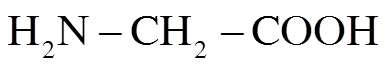 H₂N – CH₂ – COOH